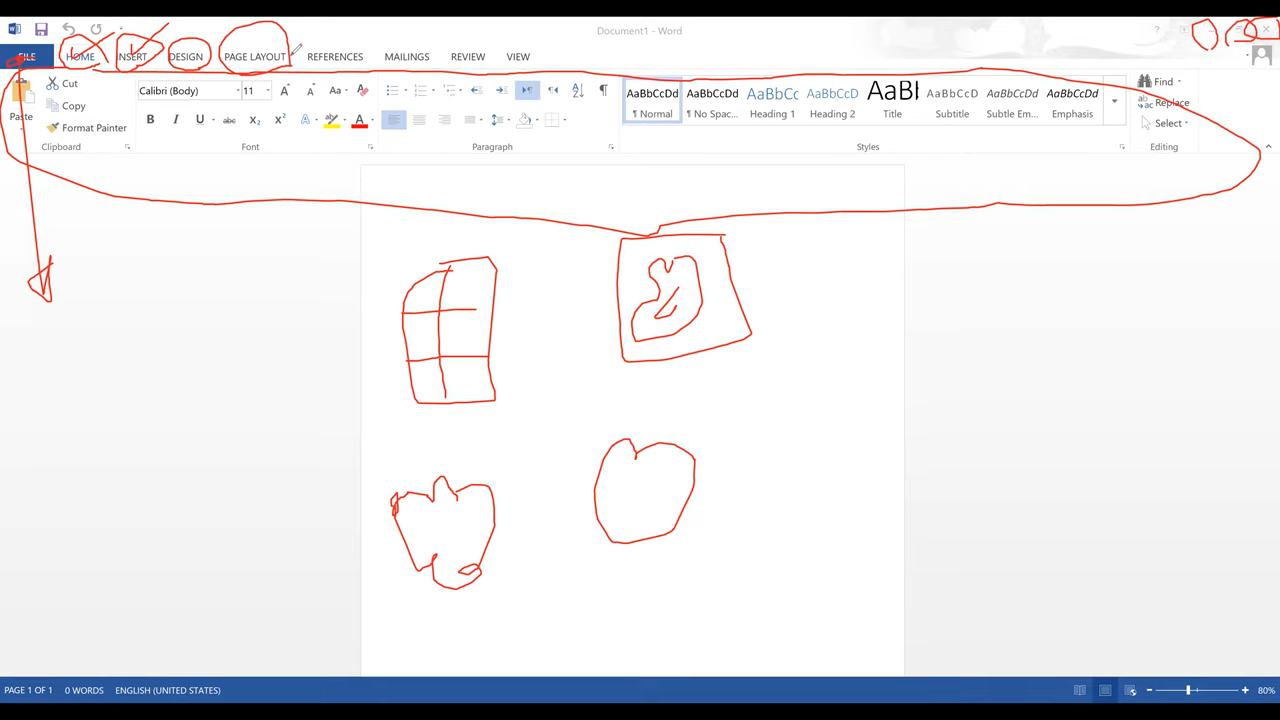 Document1 - Word
FILE HOME INSERT DESIGN PAGE LAYOUT REFERENCES MAILINGS REVIEW VIEW
Paste
Cut
Copy
Format Painter
Clipboard
Calibri (Body) 11
Font
Paragraph
AaBbCcDd AaBbCcDd AaBbCc AaBbCcD AaBl AaBbCcD AaBbCcDd AaBbCcDd
¶ Normal ¶ No Spac... Heading 1 Heading 2 Title Subtitle Subtle Em... Emphasis
Styles
Find
Replace
Select
Editing
PAGE 1 OF 1 0 WORDS ENGLISH (UNITED STATES) 80%